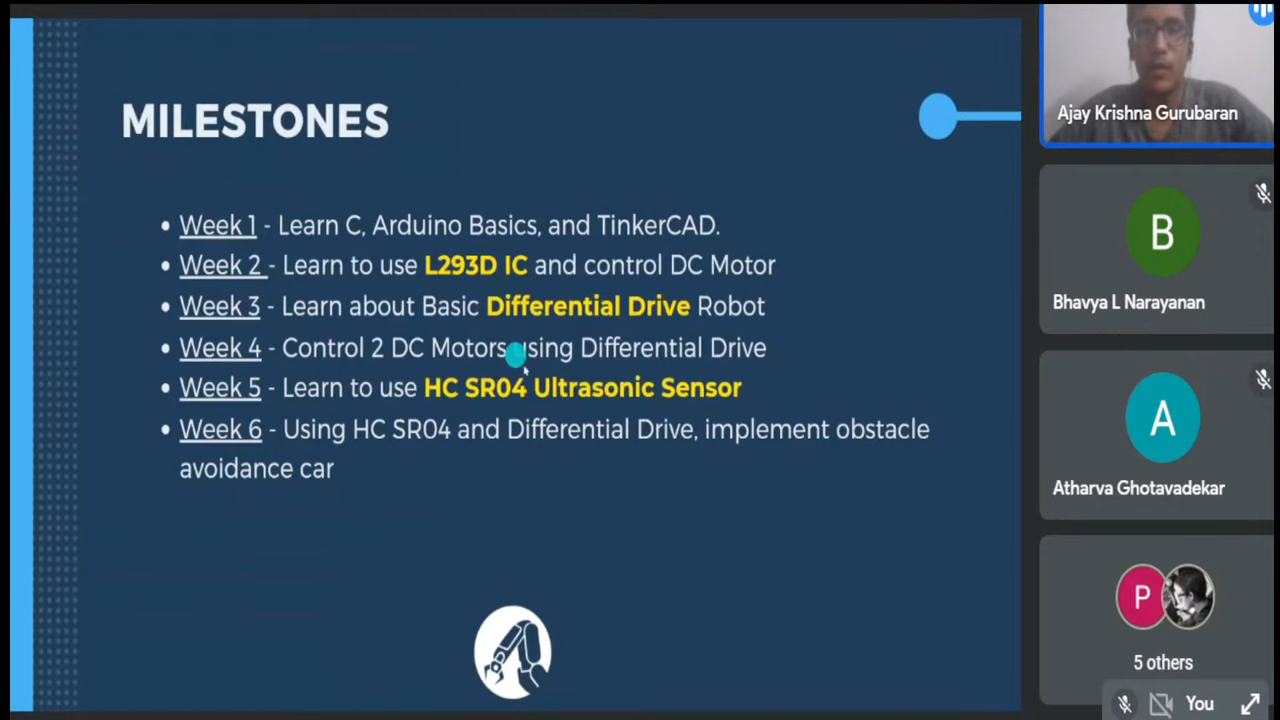 MILESTONES
• Week 1 - Learn C, Arduino Basics, and TinkerCAD.
• Week 2 - Learn to use L293D IC and control DC Motor
• Week 3 - Learn about Basic Differential Drive Robot
• Week 4 - Control 2 DC Motors using Differential Drive
• Week 5 - Learn to use HC SR04 Ultrasonic Sensor
• Week 6 - Using HC SR04 and Differential Drive, implement obstacle
avoidance car
Ajay Krishna Gurubaran
B
Bhavya L Narayanan
A
Atharva Ghotavadekar
P
5 others
You